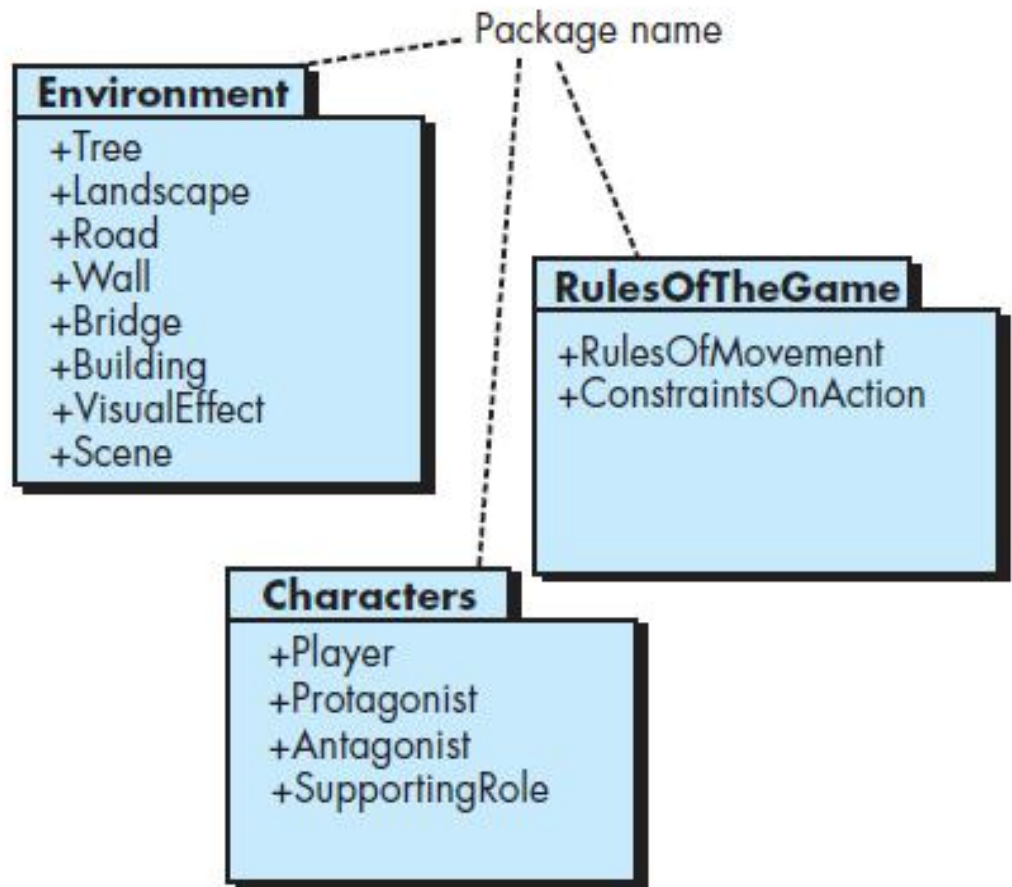 Package name
Environment
+Tree
+Landscape
+Road
+Wall
+Bridge
+Building
+VisualEffect
+Scene
RulesOfTheGame
+RulesOfMovement
+ConstraintsOnAction
Characters
+Player
+Protagonist
+Antagonist
+SupportingRole